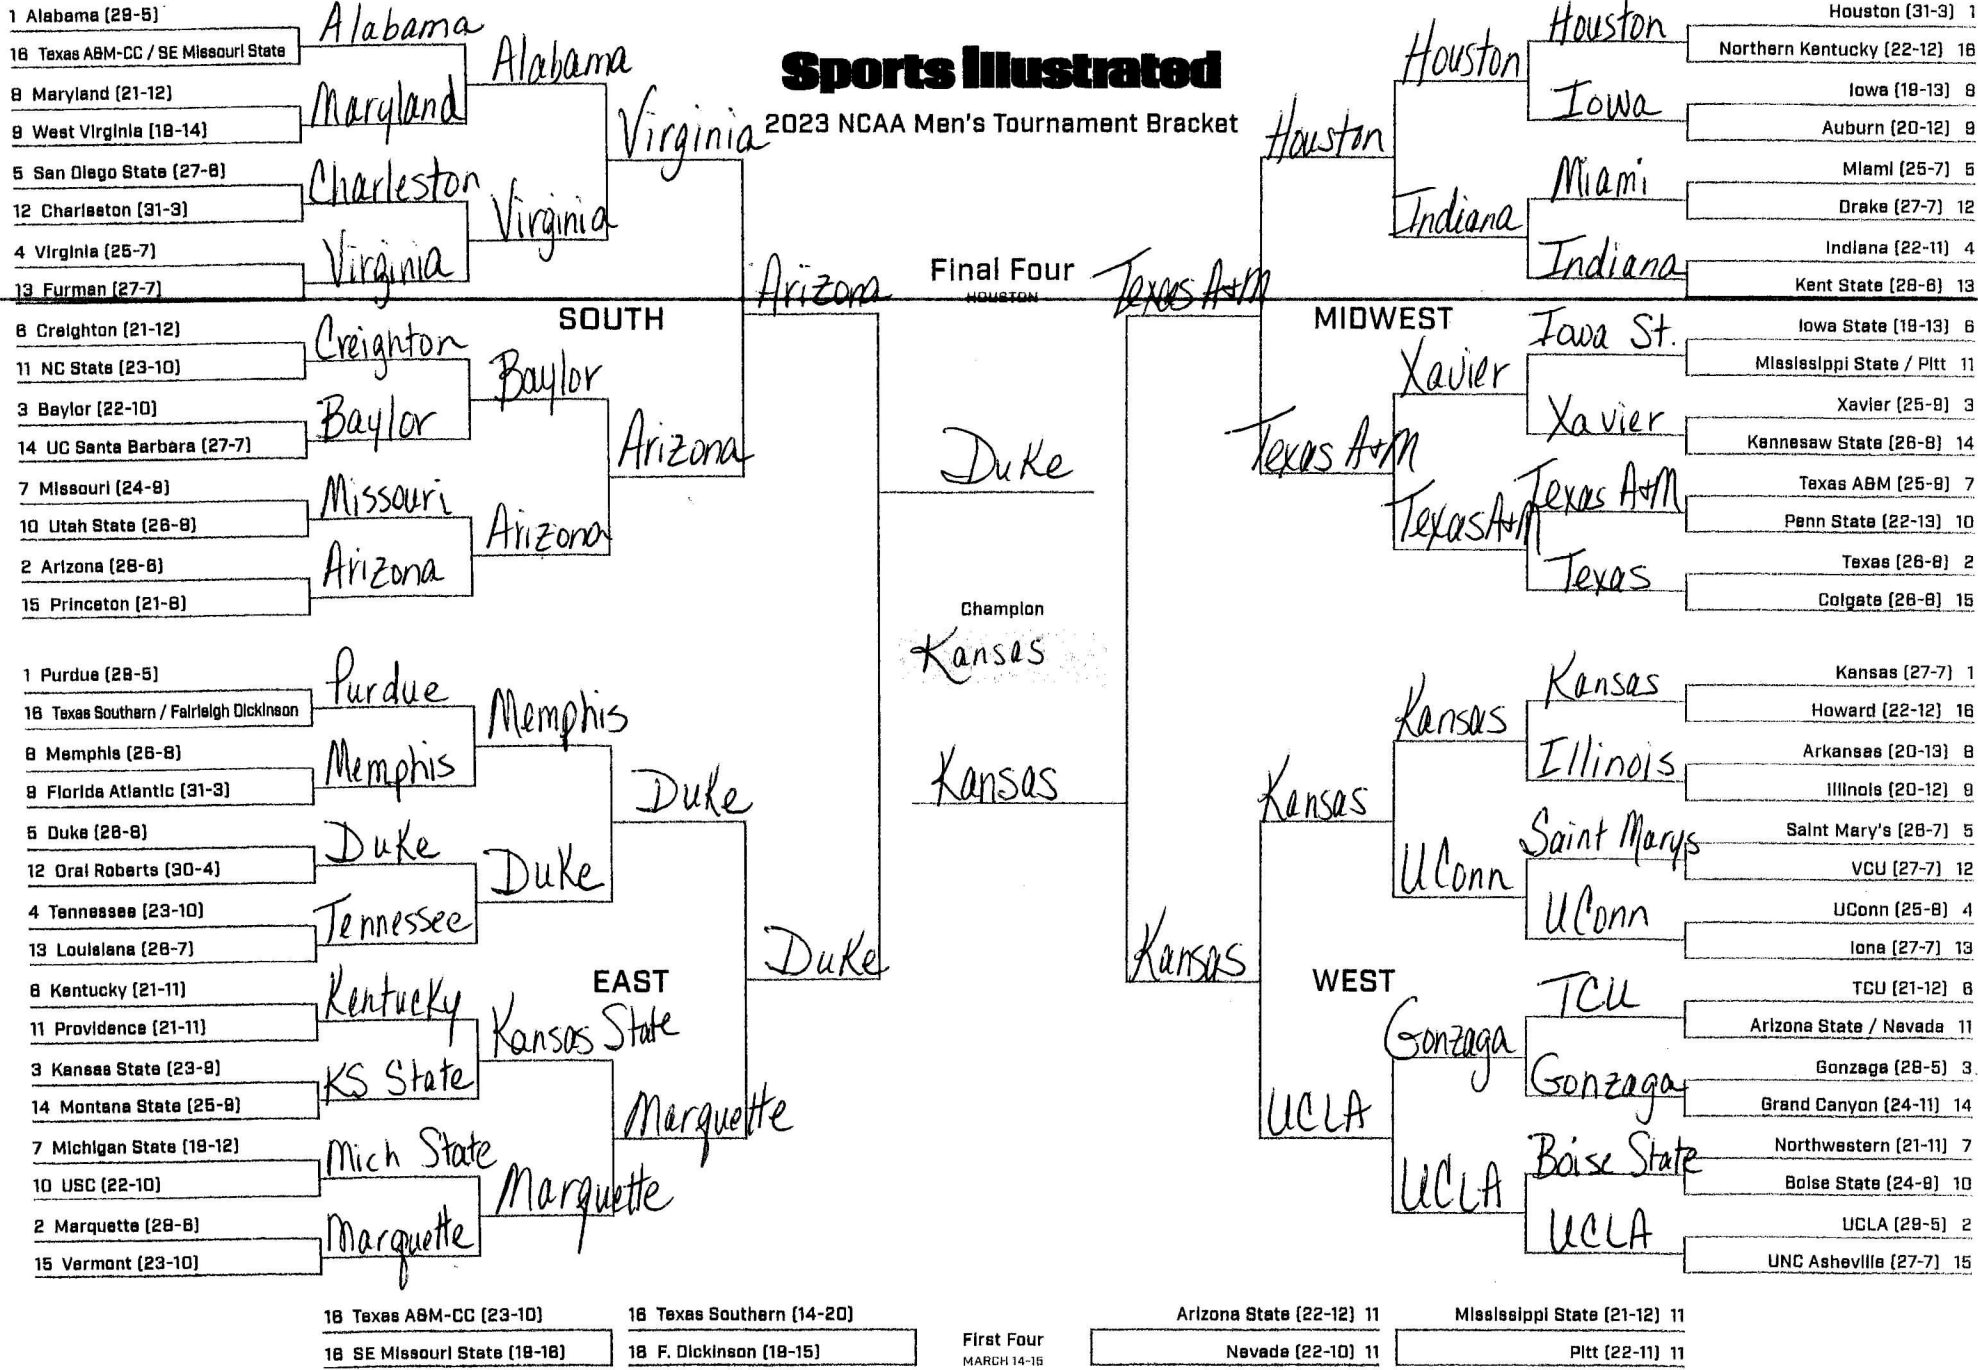 Sports Illustrated
2023 NCAA Men's Tournament Bracket
1 Alabama (29-5)
16 Texas A&M-CC / SE Missouri State
8 Maryland (21-12)
9 West Virginia (19-14)
5 San Diego State (27-6)
12 Charleston (31-3)
4 Virginia (25-7)
13 Furman (27-7)
6 Creighton (21-12)
11 NC State (23-10)
3 Baylor (22-10)
14 UC Santa Barbara (27-7)
7 Missouri (24-9)
10 Utah State (26-8)
2 Arizona (28-6)
15 Princeton (21-8)
Alabama
Maryland
Charleston
Virginia
Creighton
Baylor
Missouri
Arizona
Alabama
Virginia
Baylor
Arizona
Virginia
Arizona
Arizona
SOUTH
1 Purdue (29-5)
16 Texas Southern / Fairleigh Dickinson
8 Memphis (26-8)
9 Florida Atlantic (31-3)
5 Duke (26-8)
12 Oral Roberts (30-4)
4 Tennessee (23-10)
13 Louisiana (26-7)
6 Kentucky (21-11)
11 Providence (21-11)
3 Kansas State (23-9)
14 Montana State (25-9)
7 Michigan State (19-12)
10 USC (22-10)
2 Marquette (28-6)
15 Vermont (23-10)
Purdue
Memphis
Duke
Tennessee
Kentucky
KS State
Mich State
Marquette
Memphis
Duke
Kansas State
Marquette
Duke
Marquette
Duke
EAST
Final Four
HOUSTON
Duke
Champion
Kansas
Kansas
Houston (31-3) 1
Northern Kentucky (22-12) 16
Iowa (19-13) 8
Auburn (20-12) 9
Miami (25-7) 5
Drake (27-7) 12
Indiana (22-11) 4
Kent State (28-6) 13
Iowa State (19-13) 6
Mississippi State / Pitt 11
Xavier (25-9) 3
Kennesaw State (26-8) 14
Texas A&M (25-9) 7
Penn State (22-13) 10
Texas (26-8) 2
Colgate (26-8) 15
Houston
Iowa
Miami
Indiana
Iowa St.
Xavier
Texas A+M
Texas
Houston
Indiana
Xavier
Texas A+M
Houston
Texas A+M
Texas A+M
MIDWEST
Kansas (27-7) 1
Howard (22-12) 16
Arkansas (20-13) 8
Illinois (20-12) 9
Saint Mary's (26-7) 5
VCU (27-7) 12
UConn (25-8) 4
Iona (27-7) 13
TCU (21-12) 6
Arizona State / Nevada 11
Gonzaga (28-5) 3
Grand Canyon (24-11) 14
Northwestern (21-11) 7
Boise State (24-9) 10
UCLA (29-5) 2
UNC Asheville (27-7) 15
Kansas
Illinois
Saint Marys
UConn
TCU
Gonzaga
Boise State
UCLA
Kansas
UConn
Gonzaga
UCLA
Kansas
UCLA
Kansas
WEST
16 Texas A&M-CC (23-10)
16 SE Missouri State (19-16)
16 Texas Southern (14-20)
16 F. Dickinson (19-15)
First Four
MARCH 14-15
Arizona State (22-12) 11
Nevada (22-10) 11
Mississippi State (21-12) 11
Pitt (22-11) 11